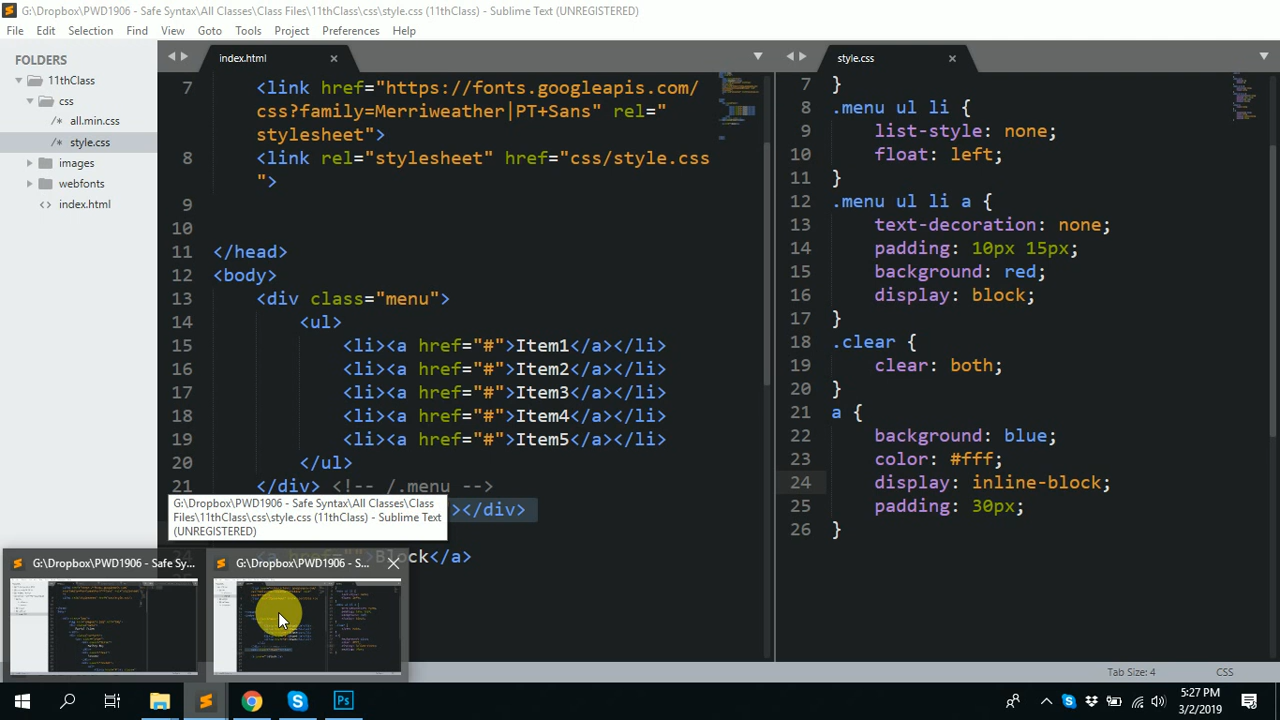 G:\Dropbox\PWD1906 - Safe Syntax\All Classes\Class Files\11thClass\css\style.css (11thClass) - Sublime Text (UNREGISTERED)
File Edit Selection Find View Goto Tools Project Preferences Help
FOLDERS
11thClass
css
/* all.min.css
/* style.css
images
webfonts
<> index.html
index.html
7 <link href="https://fonts.googleapis.com/
css?family=Merriweather|PT+Sans" rel="
stylesheet">
8 <link rel="stylesheet" href="css/style.css
">
9
10
11 </head>
12 <body>
13 <div class="menu">
14 <ul>
15 <li><a href="#">Item1</a></li>
16 <li><a href="#">Item2</a></li>
17 <li><a href="#">Item3</a></li>
18 <li><a href="#">Item4</a></li>
19 <li><a href="#">Item5</a></li>
20 </ul>
21 </div> <!-- /.menu -->
></div>
<a href="">Block</a>
style.css
7 }
8 .menu ul li {
9 list-style: none;
10 float: left;
11 }
12 .menu ul li a {
13 text-decoration: none;
14 padding: 10px 15px;
15 background: red;
16 display: block;
17 }
18 .clear {
19 clear: both;
20 }
21 a {
22 background: blue;
23 color: #fff;
24 display: inline-block;
25 padding: 30px;
26 }
G:\Dropbox\PWD1906 - Safe Syntax\All Classes\Class
Files\11thClass\css\style.css (11thClass) - Sublime Text
(UNREGISTERED)
G:\Dropbox\PWD1906 - Safe Sy...
G:\Dropbox\PWD1906 - S...
Tab Size: 4 CSS
Ps
5:27 PM
3/2/2019